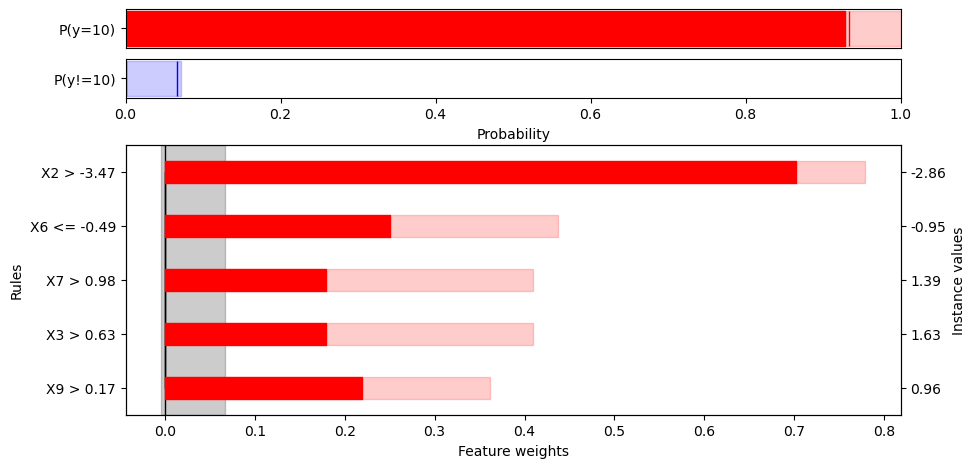 P(y=10)
P(y!=10)
0.0 0.2 0.4 0.6 0.8 1.0
Probability
X2 > -3.47 -2.86
X6 <= -0.49 -0.95
X7 > 0.98 1.39
X3 > 0.63 1.63
X9 > 0.17 0.96
Rules
Instance values
0.0 0.1 0.2 0.3 0.4 0.5 0.6 0.7 0.8
Feature weights